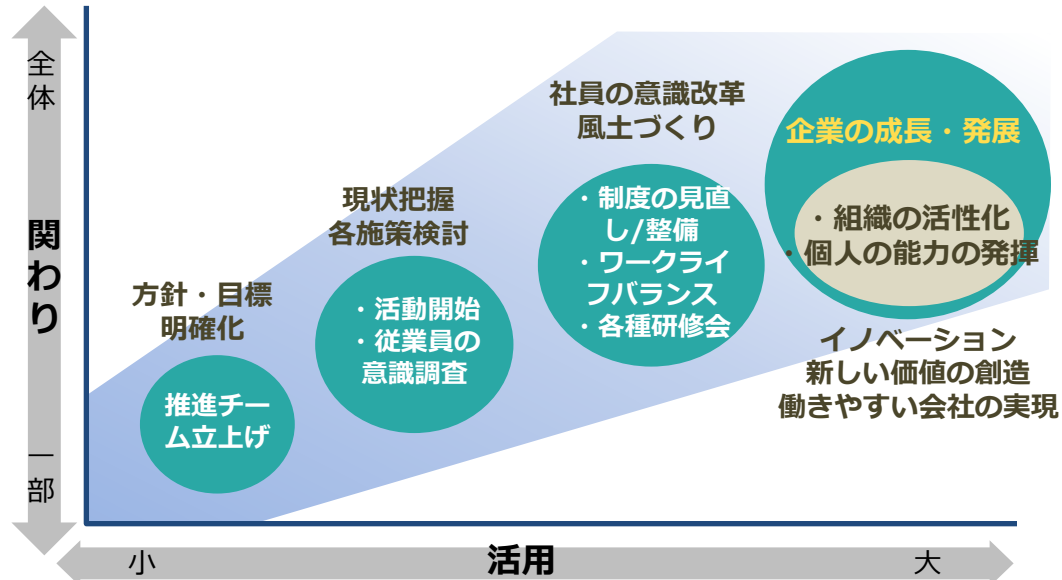 全体
関わり
一部
方針・目標
明確化
推進チー
ム立上げ
現状把握
各施策検討
・活動開始
・従業員の
意識調査
社員の意識改革
風土づくり
・制度の見直
し/整備
・ワークライ
フバランス
・各種研修会
企業の成長・発展
・組織の活性化
・個人の能力の発揮
イノベーション
新しい価値の創造
働きやすい会社の実現
小
活用
大